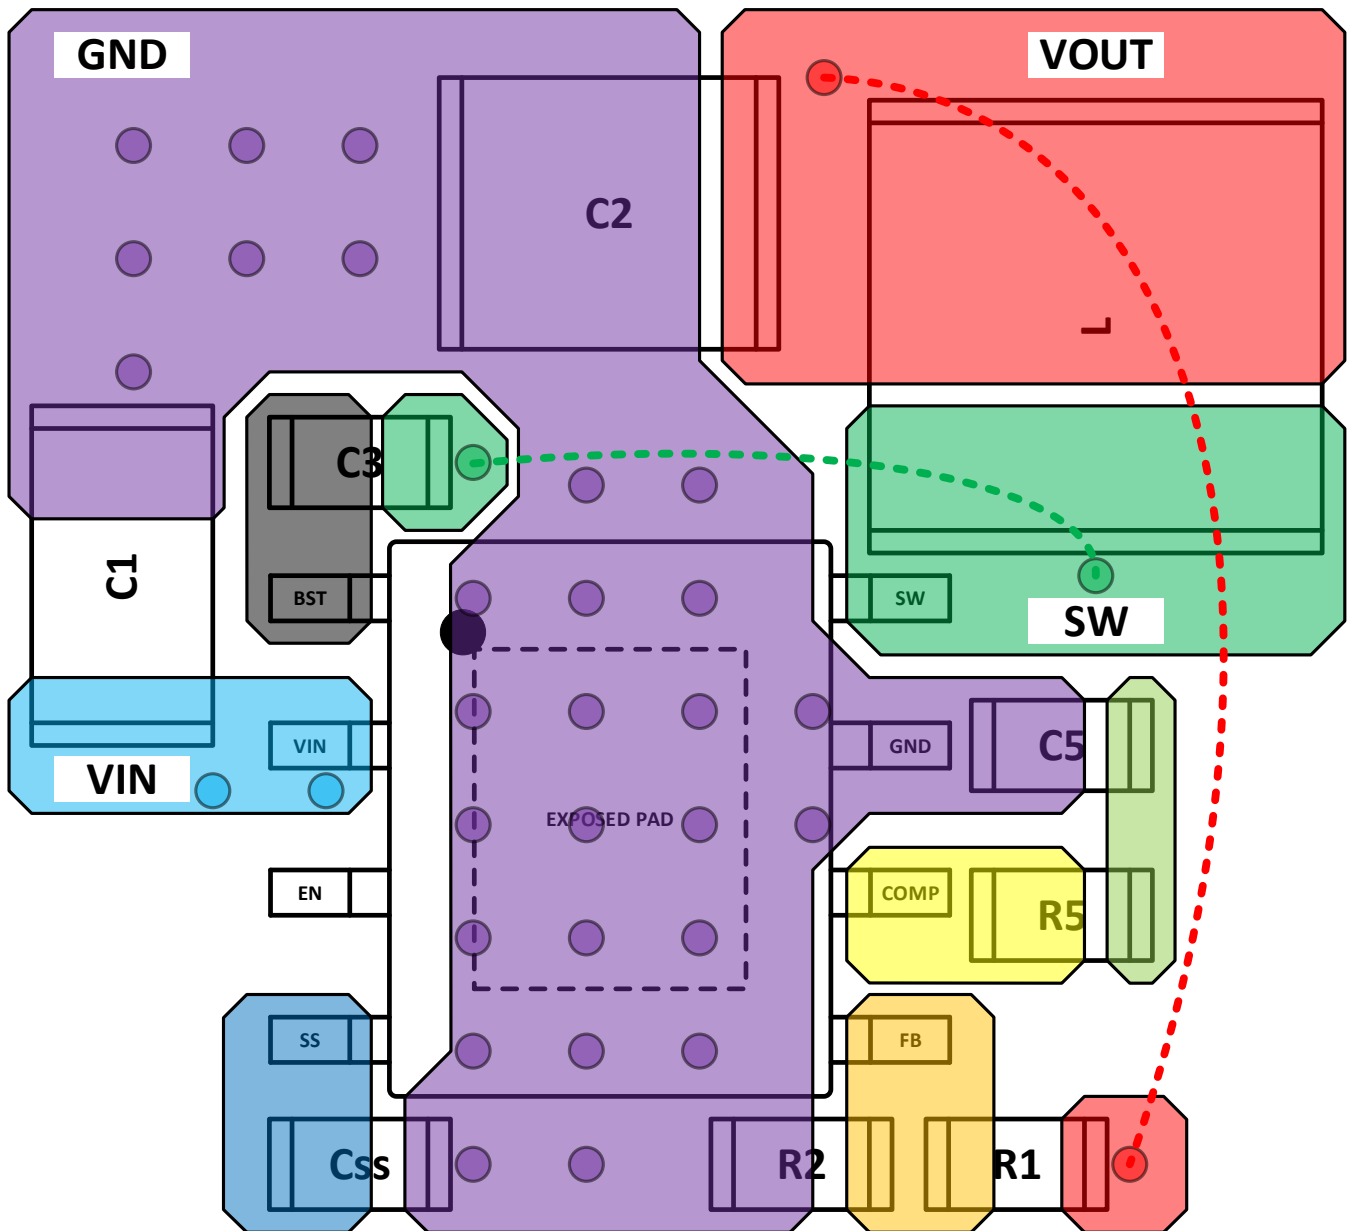 GND
VOUT
C2
L
C3
C1
BST
SW
SW
VIN
GND
C5
VIN
EXPOSED PAD
EN
COMP
R5
SS
FB
Css
R2
R1